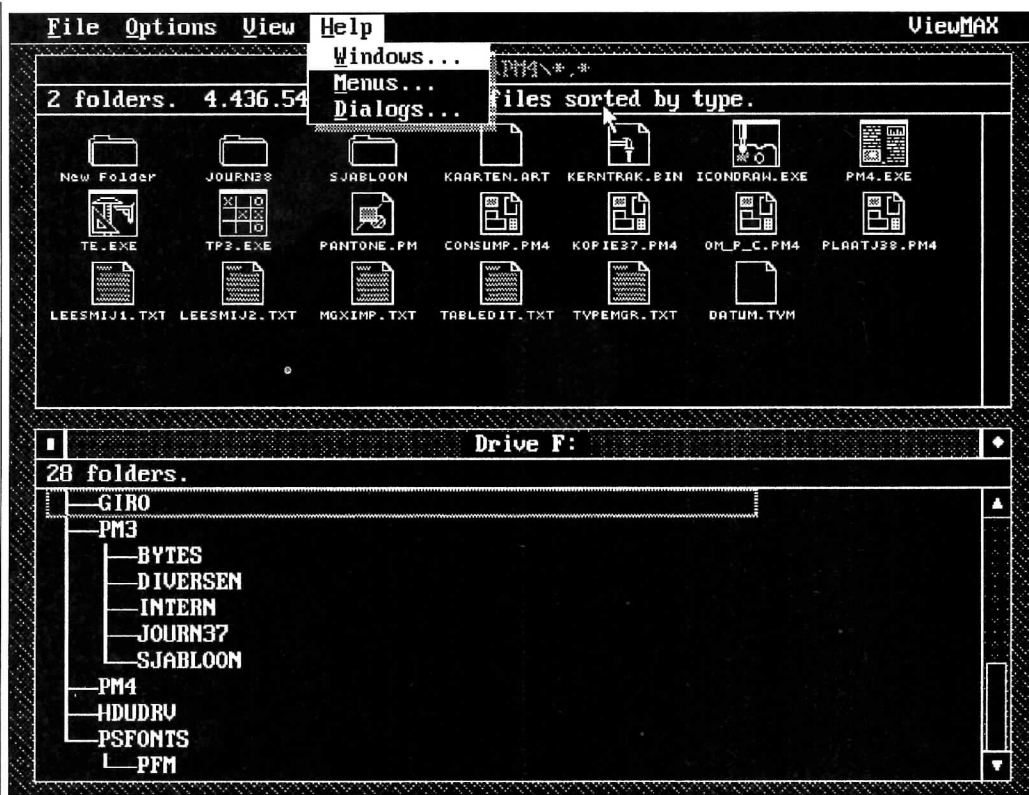 File Options View Help ViewMAX
Windows...
\PM4\*.*
Menus...
2 folders. 4.436.54 files sorted by type.
Dialogs...
New Folder JOURN38 SJABLOON KAARTEN.ART KERNTRAK.BIN ICONDRAW.EXE PM4.EXE
TE.EXE TP3.EXE PANTONE.PM CONSUMP.PM4 KOPIE37.PM4 OM_P_C.PM4 PLAATJ38.PM4
LEESMIJ1.TXT LEESMIJ2.TXT MGXIMP.TXT TABLEDIT.TXT TYPEMGR.TXT DATUM.TYM
Drive F:
28 folders.
GIRO
PM3
BYTES
DIVERSEN
INTERN
JOURN37
SJABLOON
PM4
HDUDRV
PSFONTS
PFM